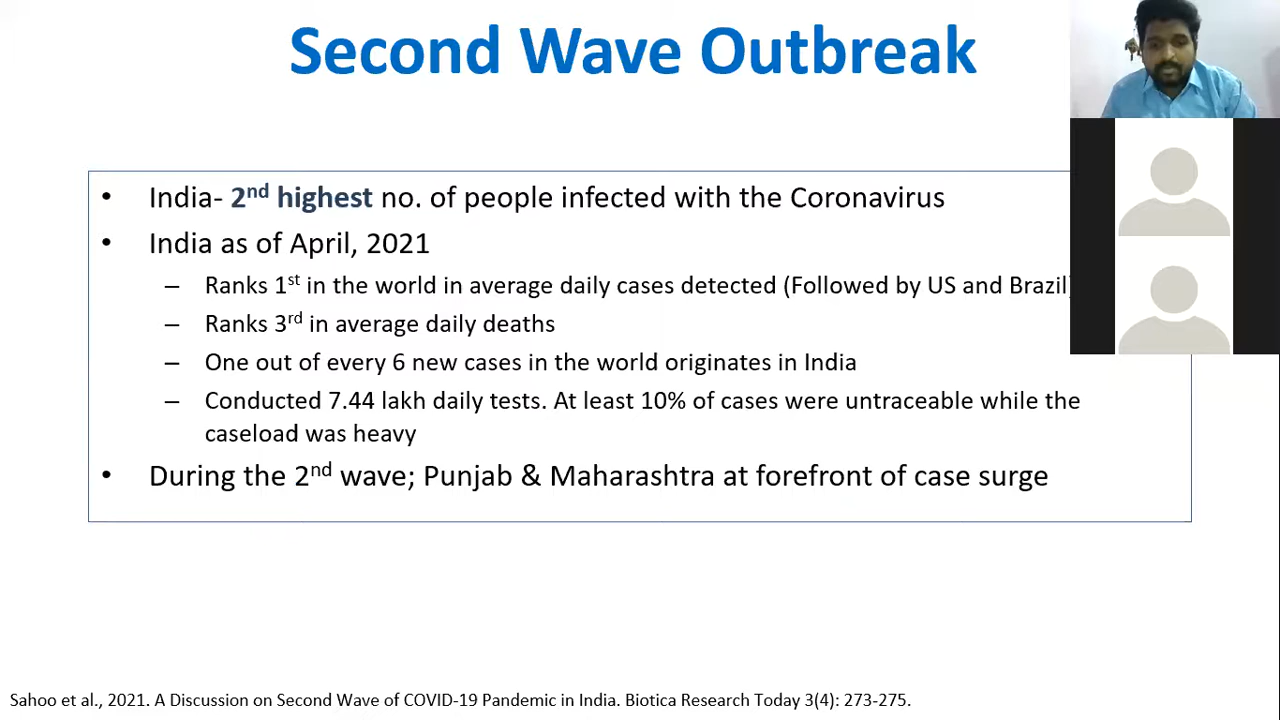 Second Wave Outbreak
• India- 2nd highest no. of people infected with the Coronavirus
• India as of April, 2021
– Ranks 1st in the world in average daily cases detected (Followed by US and Brazil)
– Ranks 3rd in average daily deaths
– One out of every 6 new cases in the world originates in India
– Conducted 7.44 lakh daily tests. At least 10% of cases were untraceable while the
caseload was heavy
• During the 2nd wave; Punjab & Maharashtra at forefront of case surge
Sahoo et al., 2021. A Discussion on Second Wave of COVID-19 Pandemic in India. Biotica Research Today 3(4): 273-275.